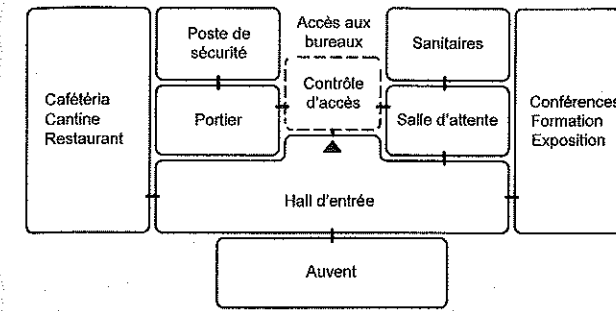 Cafétéria
Cantine
Restaurant
Poste de
sécurité
Portier
Accès aux
bureaux
Contrôle
d'accès
Sanitaires
Salle d'attente
Conférences
Formation
Exposition
Hall d'entrée
Auvent